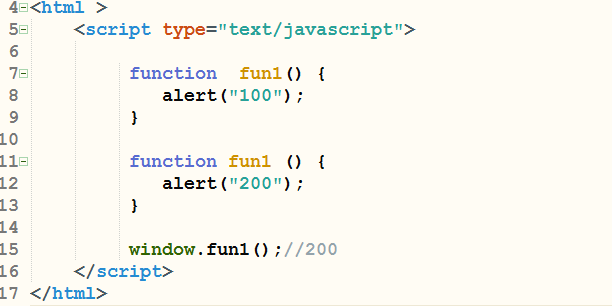 4 <html >
5 <script type="text/javascript">
6
7 function  fun1() {
8 alert("100");
9 }
10
11 function fun1 () {
12 alert("200");
13 }
14
15 window.fun1();//200
16 </script>
17 </html>